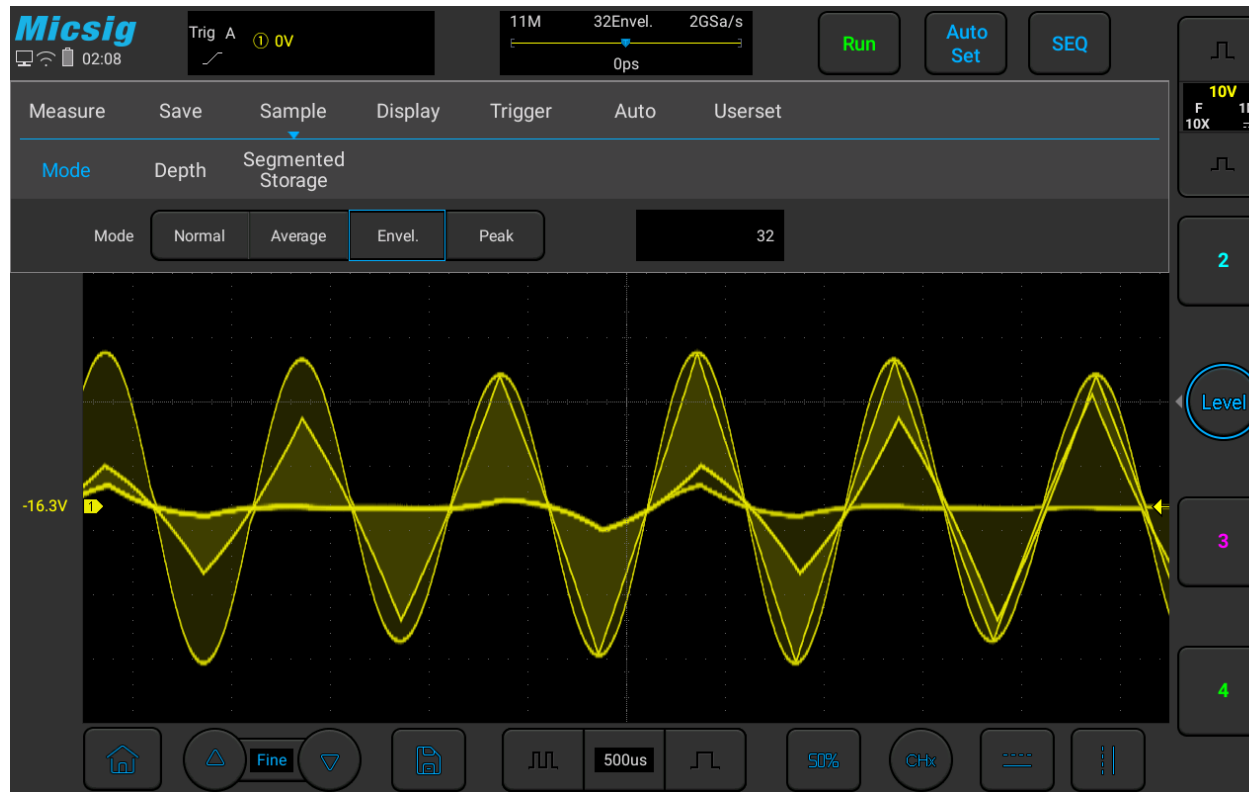 Micsig
02:08
Trig A
① 0V
11M 32Envel. 2GSa/s
0ps
Run
Auto
Set
SEQ
Measure Save Sample Display Trigger Auto Userset
Mode Depth Segmented
Storage
Mode Normal Average Envel. Peak 32
10V
F
10X
2
Level
-16.3V
1
3
4
Fine
500us
50%
CHx